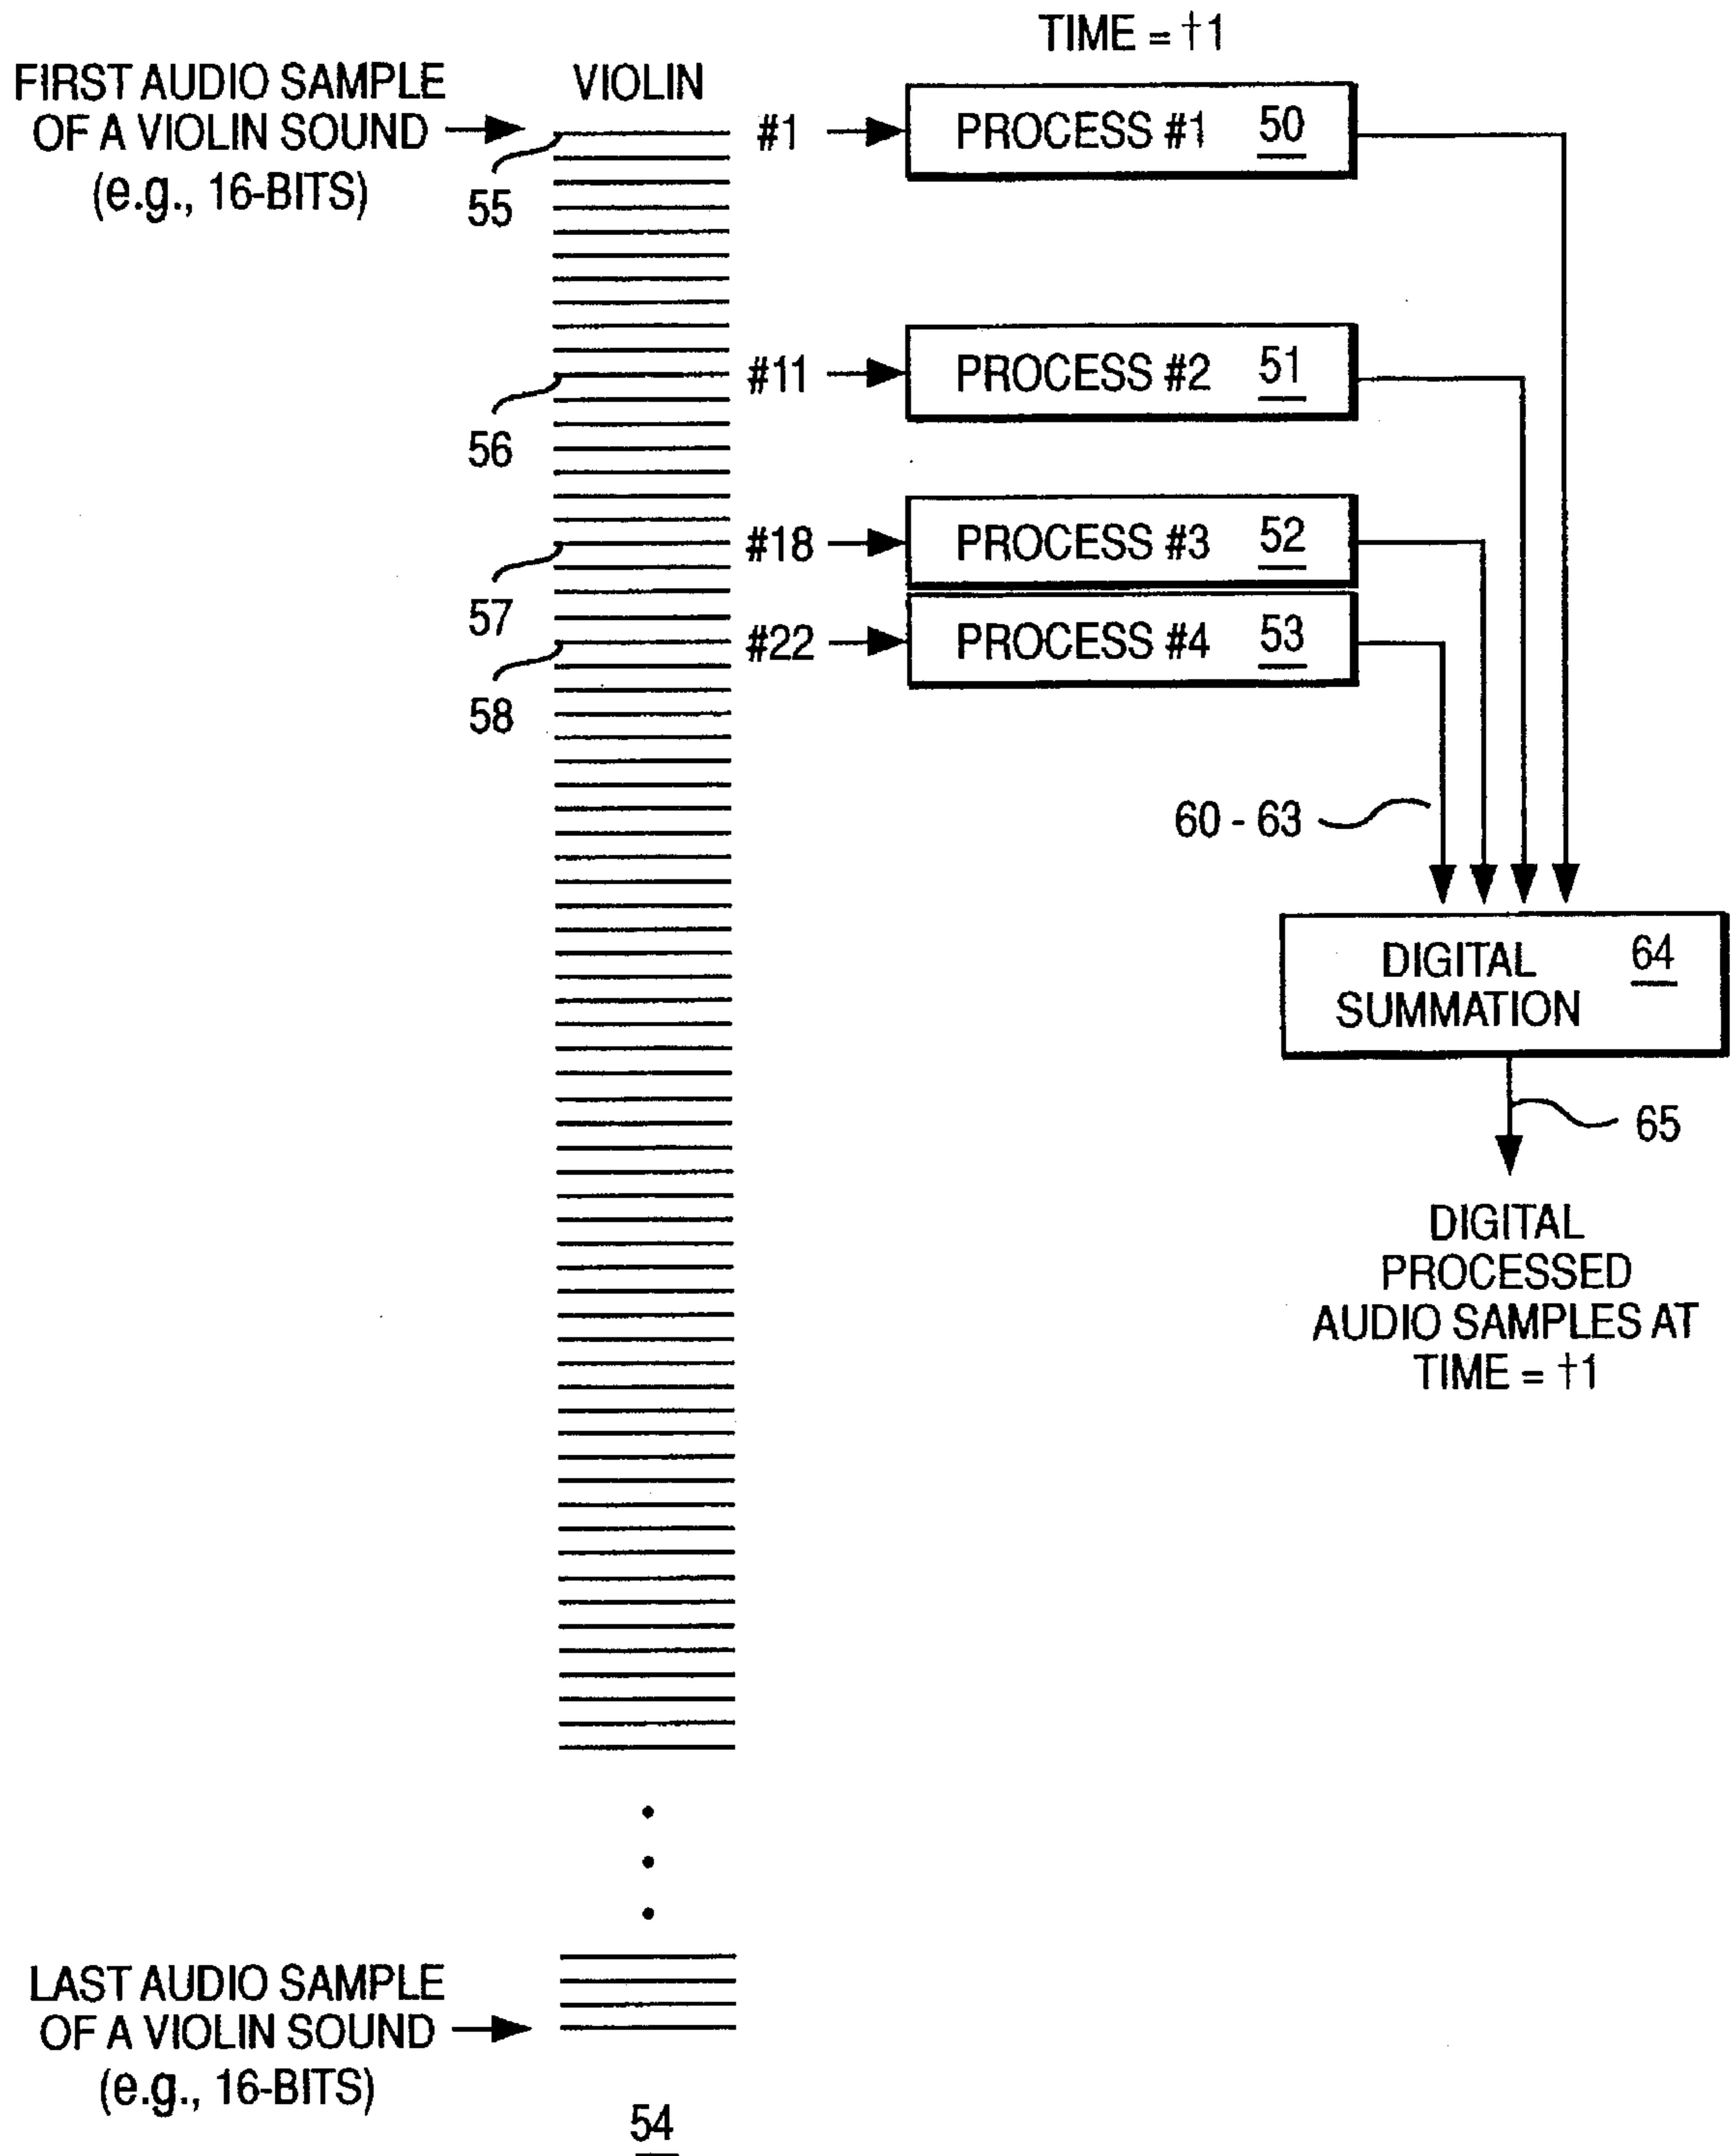 TIME = †1
FIRST AUDIO SAMPLE
OF A VIOLIN SOUND
(e.g., 16-BITS)
VIOLIN
55
#1
PROCESS #1 50
56
#11
PROCESS #2 51
57
#18
PROCESS #3 52
58
#22
PROCESS #4 53
60 - 63
DIGITAL 64
SUMMATION
65
DIGITAL
PROCESSED
AUDIO SAMPLES AT
TIME = †1
LAST AUDIO SAMPLE
OF A VIOLIN SOUND
(e.g., 16-BITS)
54